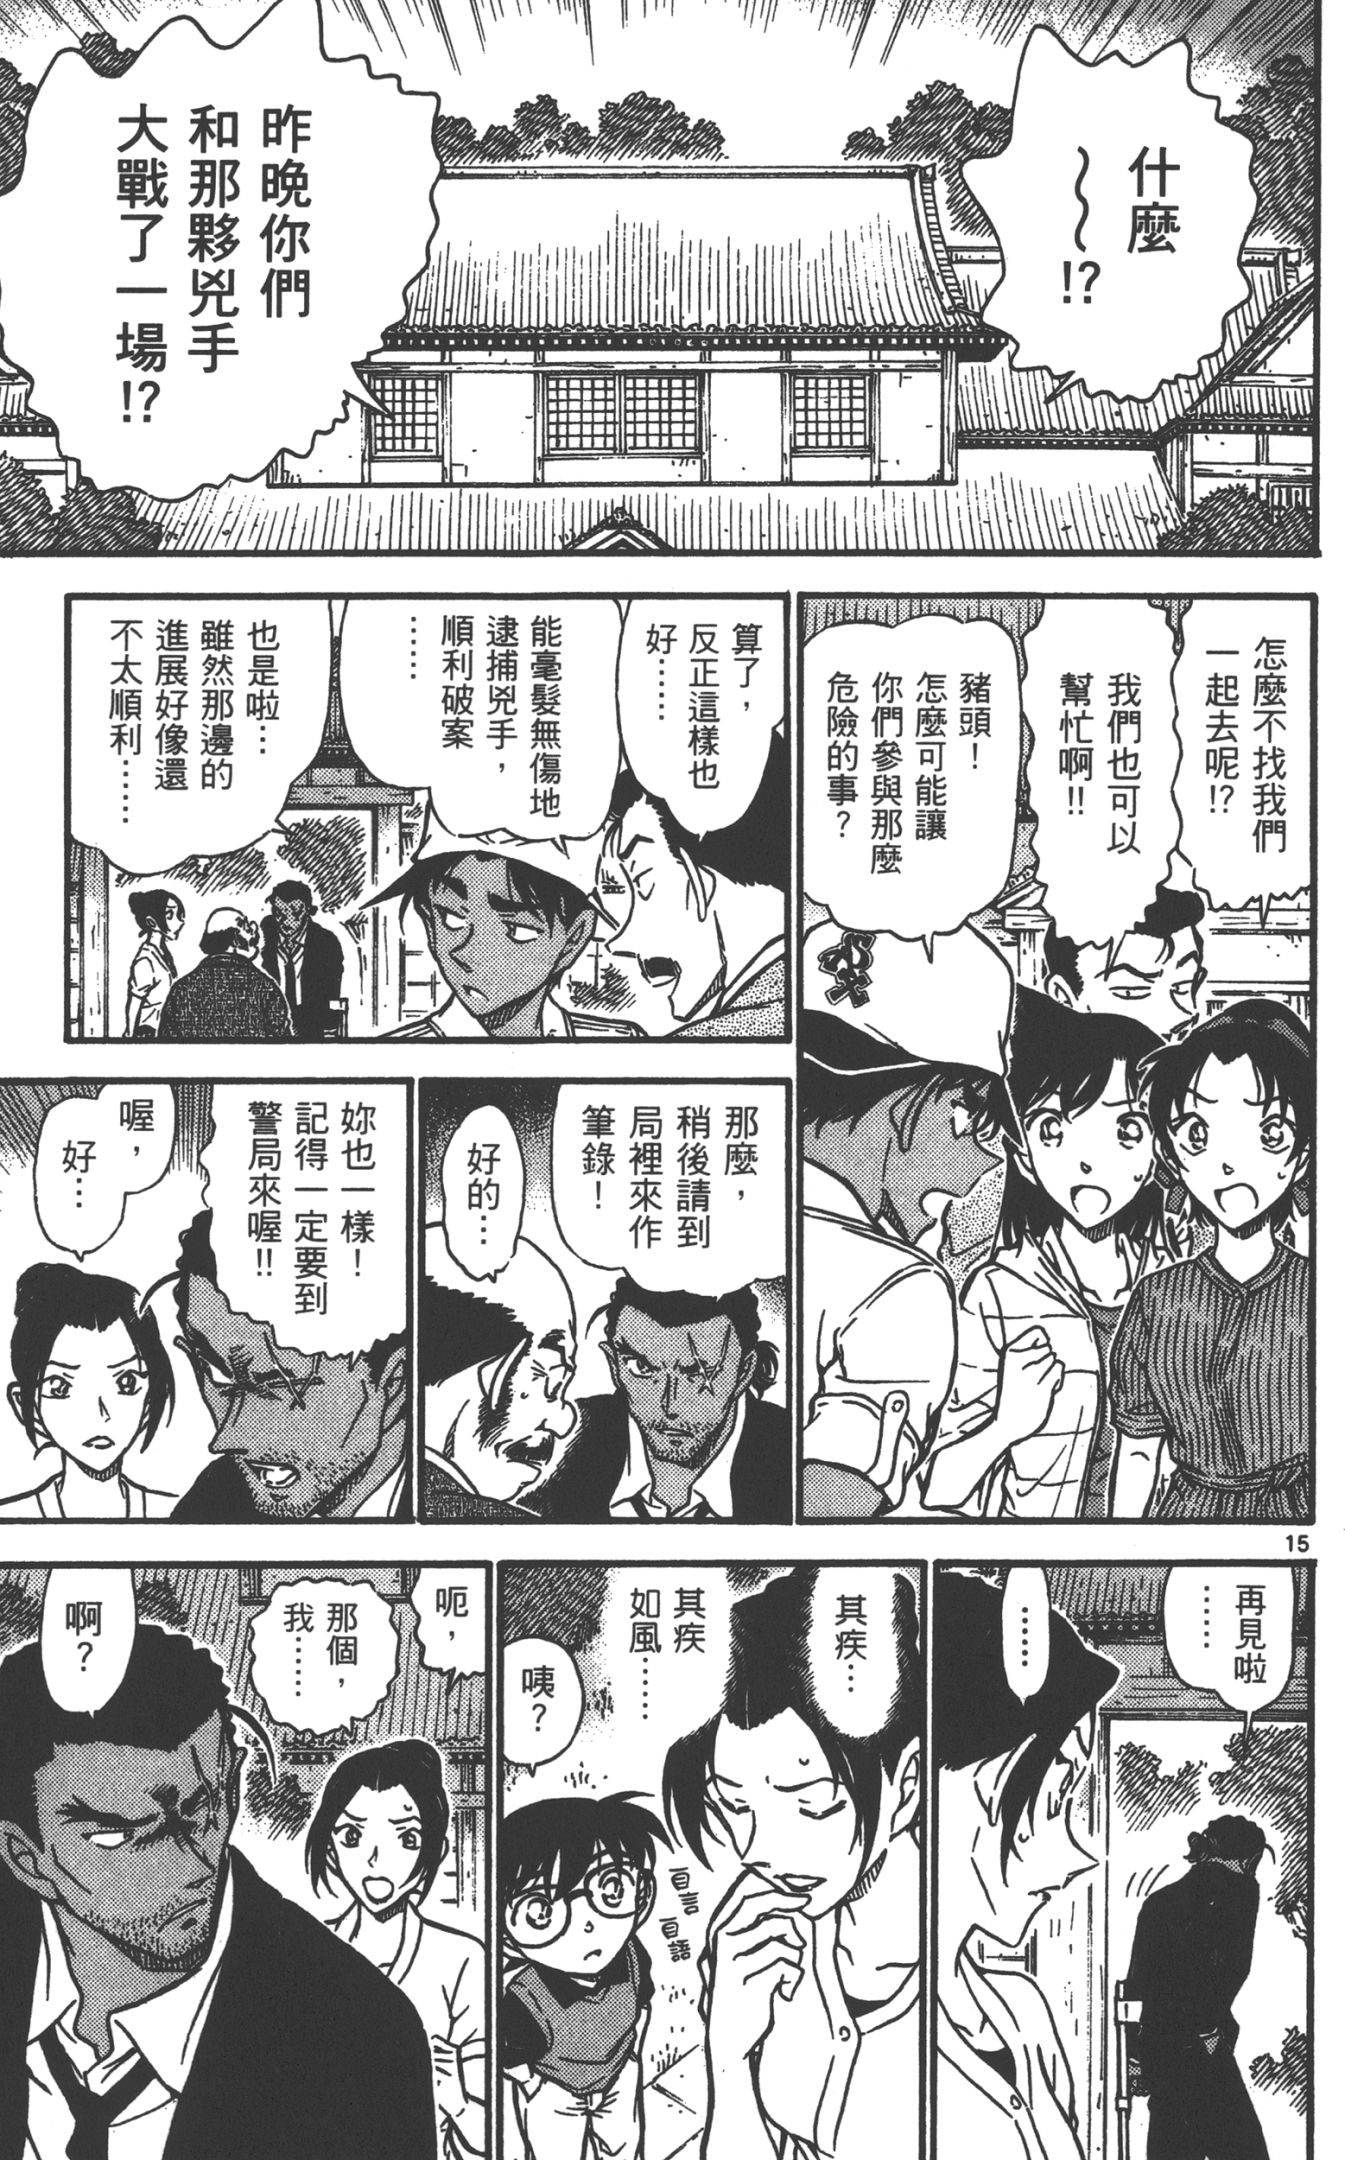 什麼
～～!?
昨晚你們
和那夥兇手
大戰了一場!?
怎麼不找我們
一起去呢!?
我們也可以
幫忙啊!!
豬頭！
怎麼可能讓
你們參與那麼
危險的事？
算了，
反正這樣也
好……
能毫髮無傷地
逮捕兇手，
順利破案
……
也是啦…
雖然那邊的
進展好像還
不太順利……
那麼，
稍後請到
局裡來作
筆錄！
好的…
妳也一樣！
記得一定要到
警局來喔!!
喔，
好…
15
再見啦
……
……
其疾…
其疾
如風……
自言
自語
咦？
呃，
那個，
我……
啊？